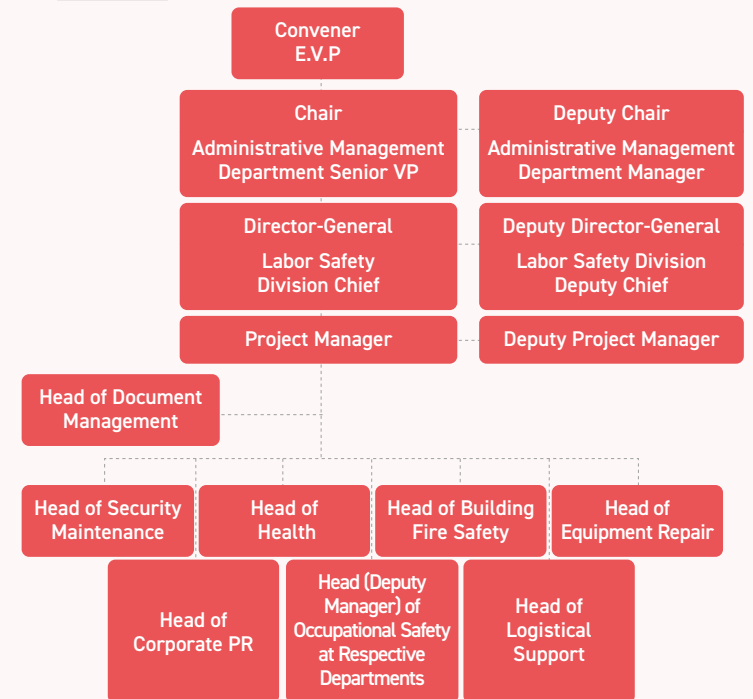 Convener
E.V.P
Chair
Administrative Management
Department Senior VP
Deputy Chair
Administrative Management
Department Manager
Director-General
Labor Safety
Division Chief
Deputy Director-General
Labor Safety Division
Deputy Chief
Project Manager
Deputy Project Manager
Head of Document
Management
Head of Security
Maintenance
Head of
Health
Head of Building
Fire Safety
Head of
Equipment Repair
Head of
Corporate PR
Head (Deputy
Manager) of
Occupational Safety
at Respective
Departments
Head of
Logistical
Support